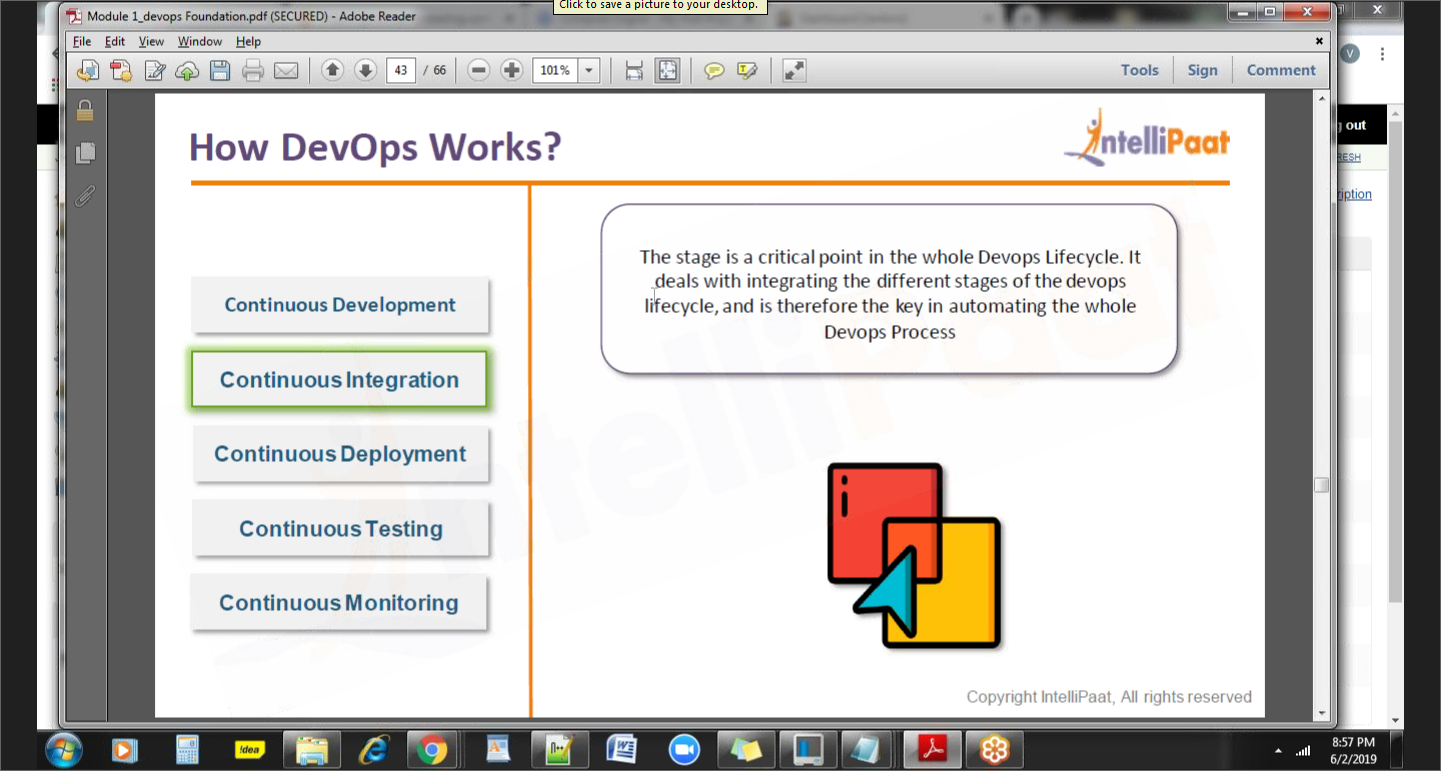 Click to save a picture to your desktop.
Module 1_devops Foundation.pdf (SECURED) - Adobe Reader
File Edit View Window Help
43 / 66 101% Tools Sign Comment
How DevOps Works?
IntelliPaat
out
RESH
ription
The stage is a critical point in the whole Devops Lifecycle. It
deals with integrating the different stages of the devops
lifecycle, and is therefore the key in automating the whole
Devops Process
Continuous Development
Continuous Integration
Continuous Deployment
Continuous Testing
Continuous Monitoring
Copyright IntelliPaat, All rights reserved
!dea
8:57 PM
6/2/2019